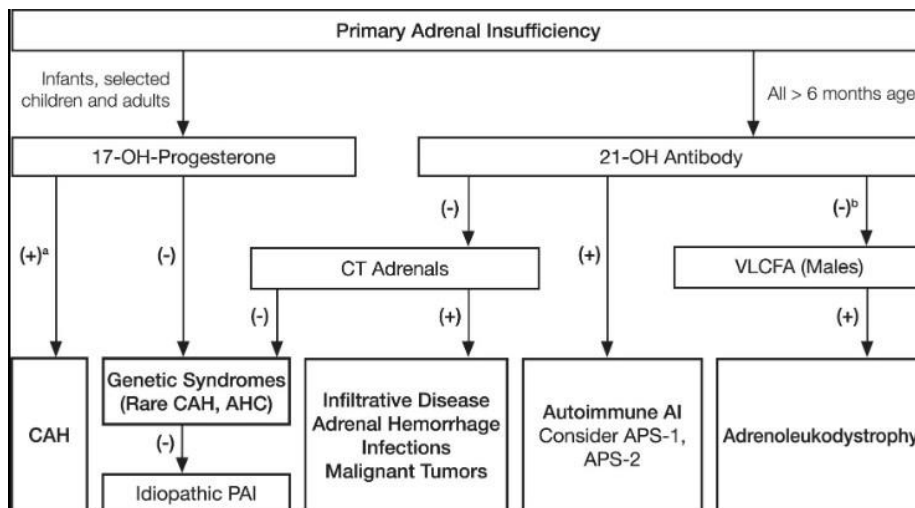 Primary Adrenal Insufficiency
Infants, selected
children and adults
All > 6 months age
17-OH-Progesterone
21-OH Antibody
(+)ᵃ
(-)
(-)
(+)
(-)ᵇ
CT Adrenals
VLCFA (Males)
(-)
(+)
(+)
CAH
Genetic Syndromes
(Rare CAH, AHC)
(-)
Idiopathic PAI
Infiltrative Disease
Adrenal Hemorrhage
Infections
Malignant Tumors
Autoimmune AI
Consider APS-1,
APS-2
Adrenoleukodystrophy